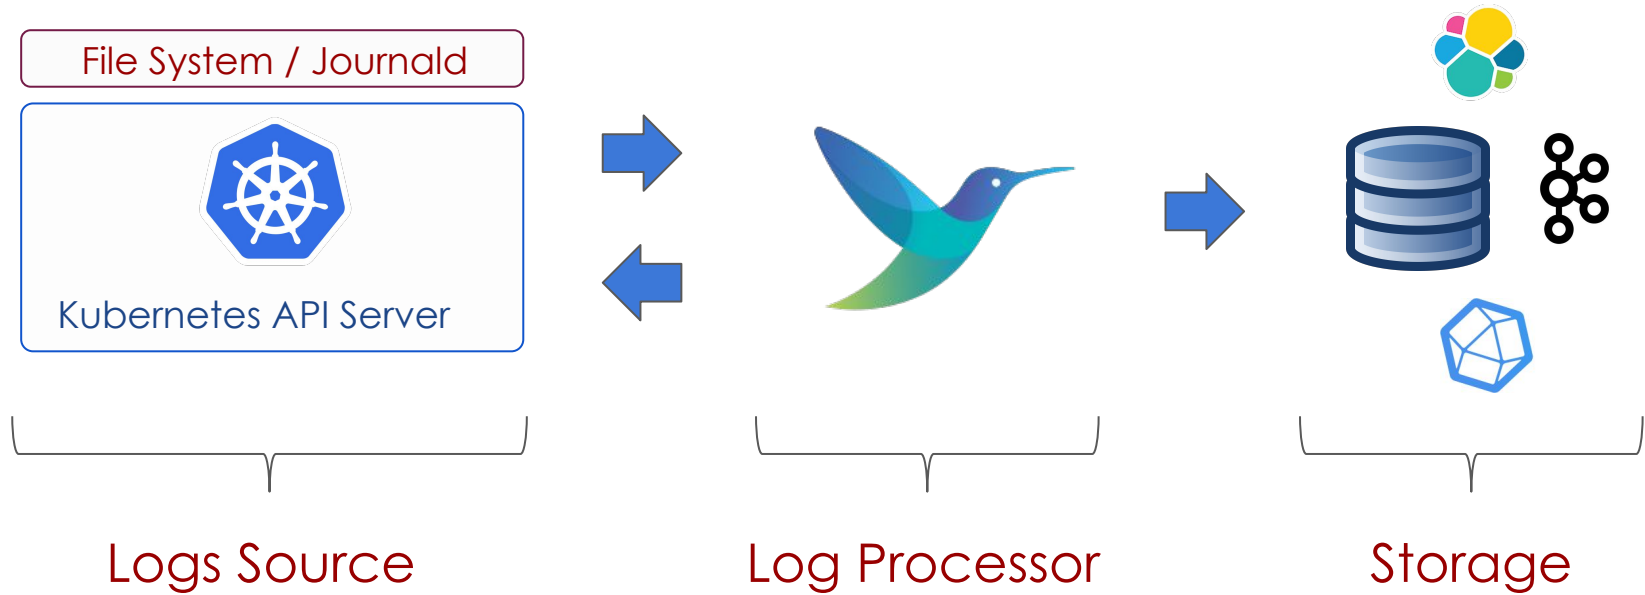 File System / Journald
Kubernetes API Server
Logs Source
Log Processor
Storage